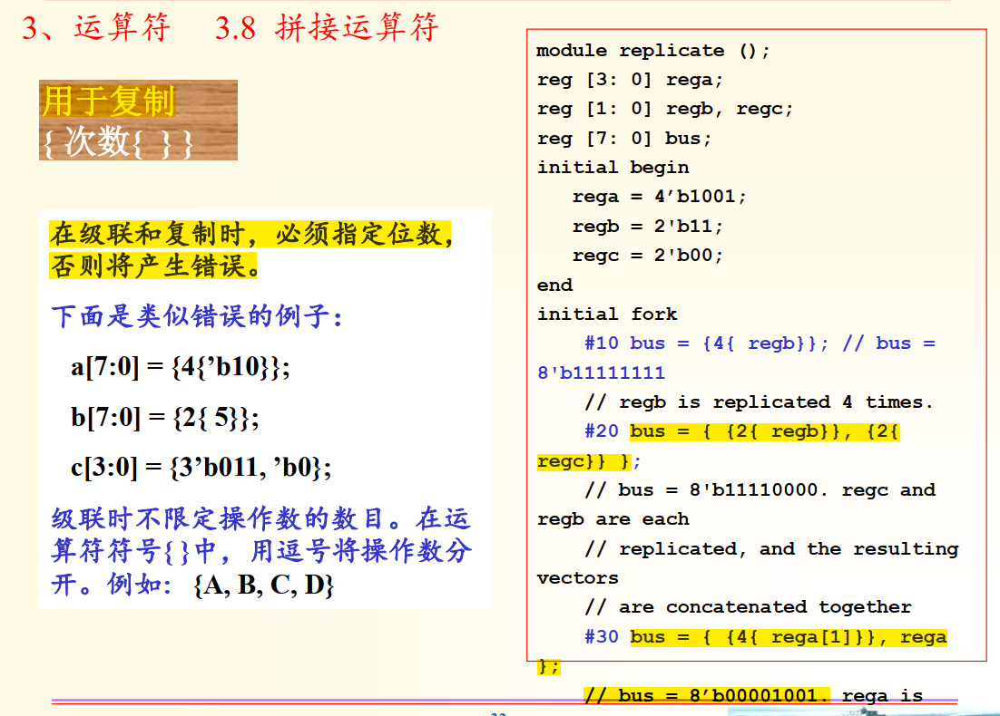 3、运算符 3.8 拼接运算符
用于复制
{ 次数{ } }
在级联和复制时，必须指定位数，
否则将产生错误。
下面是类似错误的例子：
a[7:0] = {4{’b10}};
b[7:0] = {2{ 5}};
c[3:0] = {3’b011, ’b0};
级联时不限定操作数的数目。在运
算符符号{ }中，用逗号将操作数分
开。例如: {A, B, C, D}
module replicate ();
reg [3: 0] rega;
reg [1: 0] regb, regc;
reg [7: 0] bus;
initial begin
rega = 4’b1001;
regb = 2'b11;
regc = 2'b00;
end
initial fork
#10 bus = {4{ regb}}; // bus =
8'b11111111
// regb is replicated 4 times.
#20 bus = { {2{ regb}}, {2{
regc}} };
// bus = 8'b11110000. regc and
regb are each
// replicated, and the resulting
vectors
// are concatenated together
#30 bus = { {4{ rega[1]}}, rega
};
// bus = 8’b00001001. rega is